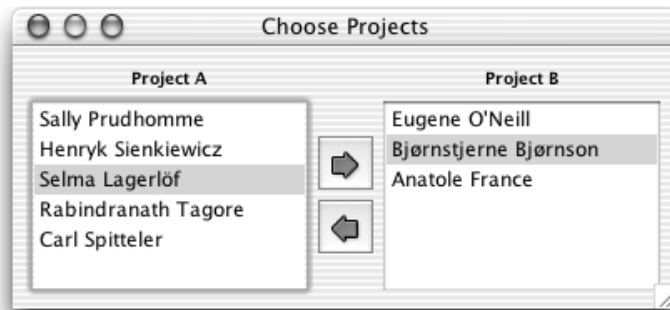 Choose Projects
Project A
Project B
Sally Prudhomme
Henryk Sienkiewicz
Selma Lagerlöf
Rabindranath Tagore
Carl Spitteler
Eugene O'Neill
Bjørnstjerne Bjørnson
Anatole France